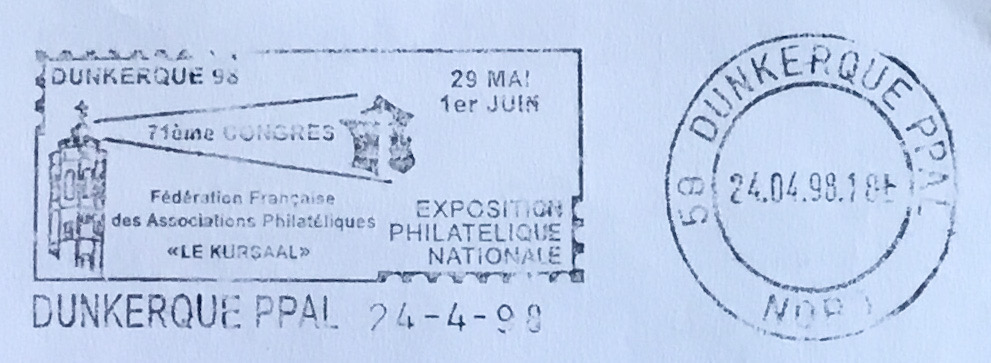 DUNKERQUE 98
29 MAI
1er JUIN
71ème CONGRES
Fédération Française
des Associations Philatéliques
«LE KURSAAL»
EXPOSITION
PHILATELIQUE
NATIONALE
DUNKERQUE PPAL 24-4-98
59 DUNKERQUE PPAL
24.04.98.18H
NORD